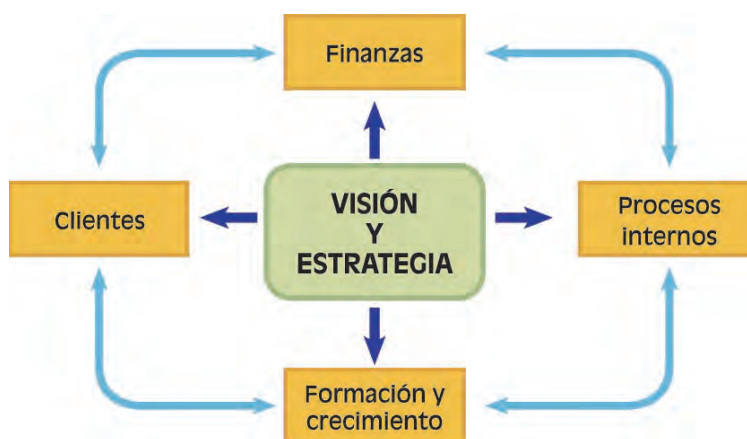 Finanzas
Clientes
VISIÓN
Y
ESTRATEGIA
Procesos
internos
Formación y
crecimiento